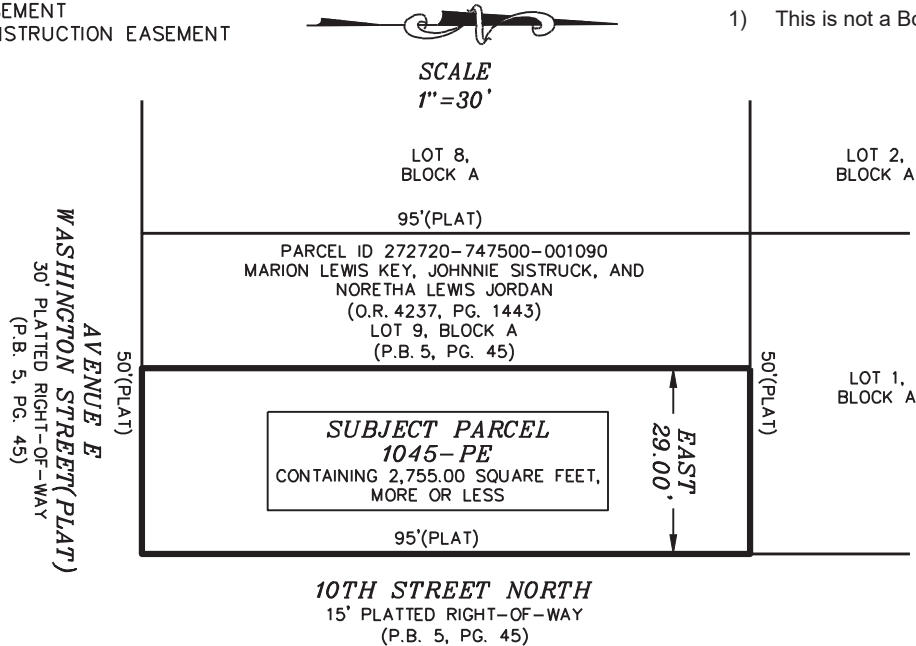 EMENT
NSTRUCTION EASEMENT
1) This is not a Bo
SCALE
1"=30'
LOT 8,
BLOCK A
LOT 2,
BLOCK A
95'(PLAT)
PARCEL ID 272720-747500-001090
MARION LEWIS KEY, JOHNNIE SISTRUCK, AND
NORETHA LEWIS JORDAN
(O.R. 4237, PG. 1443)
LOT 9, BLOCK A
(P.B. 5, PG. 45)
AVENUE E
WASHINGTON STREET(PLAT)
30' PLATTED RIGHT-OF-WAY
(P.B. 5, PG. 45)
50'(PLAT)
50'(PLAT)
LOT 1,
BLOCK A
SUBJECT PARCEL
1045-PE
CONTAINING 2,755.00 SQUARE FEET,
MORE OR LESS
EAST
29.00'
95'(PLAT)
10TH STREET NORTH
15' PLATTED RIGHT-OF-WAY
(P.B. 5, PG. 45)